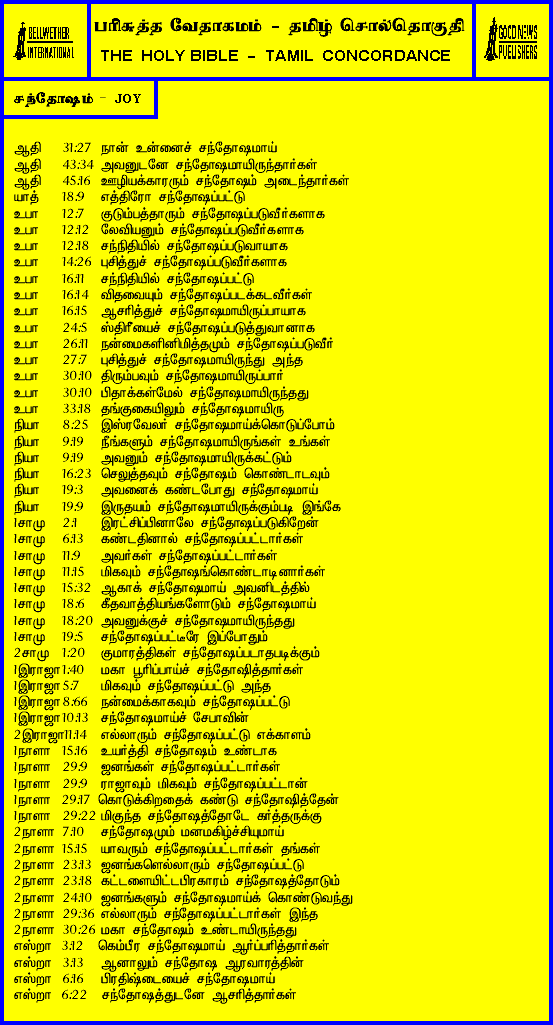 BELLWETHER
INTERNATIONAL
பரிசுத்த வேதாகமம் - தமிழ் சொல்தொகுதி
THE HOLY BIBLE - TAMIL CONCORDANCE
GOOD NEWS
PUBLISHERS
சந்தோஷம் - JOY
ஆதி 31:27 நான் உன்னைச் சந்தோஷமாய்
ஆதி 43:34 அவனுடனே சந்தோஷமாயிருந்தார்கள்
ஆதி 45:16 ஊழியக்காரரும் சந்தோஷம் அடைந்தார்கள்
யாத் 18:9 எத்திரோ சந்தோஷப்பட்டு
உபா 12:7 குடும்பத்தாரும் சந்தோஷப்படுவீர்களாக
உபா 12:12 லேவியனும் சந்தோஷப்படுவீர்களாக
உபா 12:18 சந்நிதியில் சந்தோஷப்படுவாயாக
உபா 14:26 புசித்துச் சந்தோஷப்படுவீர்களாக
உபா 16:11 சந்நிதியில் சந்தோஷப்பட்டு
உபா 16:14 விதவையும் சந்தோஷப்படக்கடவீர்கள்
உபா 16:15 ஆசரித்துச் சந்தோஷமாயிருப்பாயாக
உபா 24:5 ஸ்திரீயைச் சந்தோஷப்படுத்துவானாக
உபா 26:11 நன்மைகளினிமித்தமும் சந்தோஷப்படுவீர்
உபா 27:7 புசித்துச் சந்தோஷமாயிருந்து அந்த
உபா 30:10 திரும்பவும் சந்தோஷமாயிருப்பார்
உபா 30:10 பிதாக்கள்மேல் சந்தோஷமாயிருந்தது
உபா 33:18 தங்குகையிலும் சந்தோஷமாயிரு
நியா 8:25 இஸ்ரவேலர் சந்தோஷமாய்க்கொடுப்போம்
நியா 9:19 நீங்களும் சந்தோஷமாயிருங்கள் உங்கள்
நியா 9:19 அவனும் சந்தோஷமாயிருக்கட்டும்
நியா 16:23 செலுத்தவும் சந்தோஷம் கொண்டாடவும்
நியா 19:3 அவனைக் கண்டபோது சந்தோஷமாய்
நியா 19:9 இருதயம் சந்தோஷமாயிருக்கும்படி இங்கே
1சாமு 2:1 இரட்சிப்பினாலே சந்தோஷப்படுகிறேன்
1சாமு 6:13 கண்டதினால் சந்தோஷப்பட்டார்கள்
1சாமு 11:9 அவர்கள் சந்தோஷப்பட்டார்கள்
1சாமு 11:15 மிகவும் சந்தோஷங்கொண்டாடினார்கள்
1சாமு 15:32 ஆகாக் சந்தோஷமாய் அவனிடத்தில்
1சாமு 18:6 கீதவாத்தியங்களோடும் சந்தோஷமாய்
1சாமு 18:20 அவனுக்குச் சந்தோஷமாயிருந்தது
1சாமு 19:5 சந்தோஷப்பட்டீரே இப்போதும்
2சாமு 1:20 குமாரத்திகள் சந்தோஷப்படாதபடிக்கும்
1இராஜா 1:40 மகா பூரிப்பாய்ச் சந்தோஷித்தார்கள்
1இராஜா 5:7 மிகவும் சந்தோஷப்பட்டு அந்த
1இராஜா 8:66 நன்மைக்காகவும் சந்தோஷப்பட்டு
1இராஜா 10:13 சந்தோஷமாய்ச் சேபாவின்
2இராஜா 11:14 எல்லாரும் சந்தோஷப்பட்டு எக்காளம்
1நாளா 15:16 உயர்த்தி சந்தோஷம் உண்டாக
1நாளா 29:9 ஜனங்கள் சந்தோஷப்பட்டார்கள்
1நாளா 29:9 ராஜாவும் மிகவும் சந்தோஷப்பட்டான்
1நாளா 29:17 கொடுக்கிறதைக் கண்டு சந்தோஷித்தேன்
1நாளா 29:22 மிகுந்த சந்தோஷத்தோடே கர்த்தருக்கு
2நாளா 7:10 சந்தோஷமும் மனமகிழ்ச்சியுமாய்
2நாளா 15:15 யாவரும் சந்தோஷப்பட்டார்கள் தங்கள்
2நாளா 23:13 ஜனங்களெல்லாரும் சந்தோஷப்பட்டு
2நாளா 23:18 கட்டளையிட்டபிரகாரம் சந்தோஷத்தோடும்
2நாளா 24:10 ஜனங்களும் சந்தோஷமாய்க் கொண்டுவந்து
2நாளா 29:36 எல்லாரும் சந்தோஷப்பட்டார்கள் இந்த
2நாளா 30:26 மகா சந்தோஷம் உண்டாயிருந்தது
எஸ்றா 3:12 கெம்பீர சந்தோஷமாய் ஆர்ப்பரித்தார்கள்
எஸ்றா 3:13 ஆனாலும் சந்தோஷ ஆரவாரத்தின்
எஸ்றா 6:16 பிரதிஷ்டையைச் சந்தோஷமாய்
எஸ்றா 6:22 சந்தோஷத்துடனே ஆசரித்தார்கள்